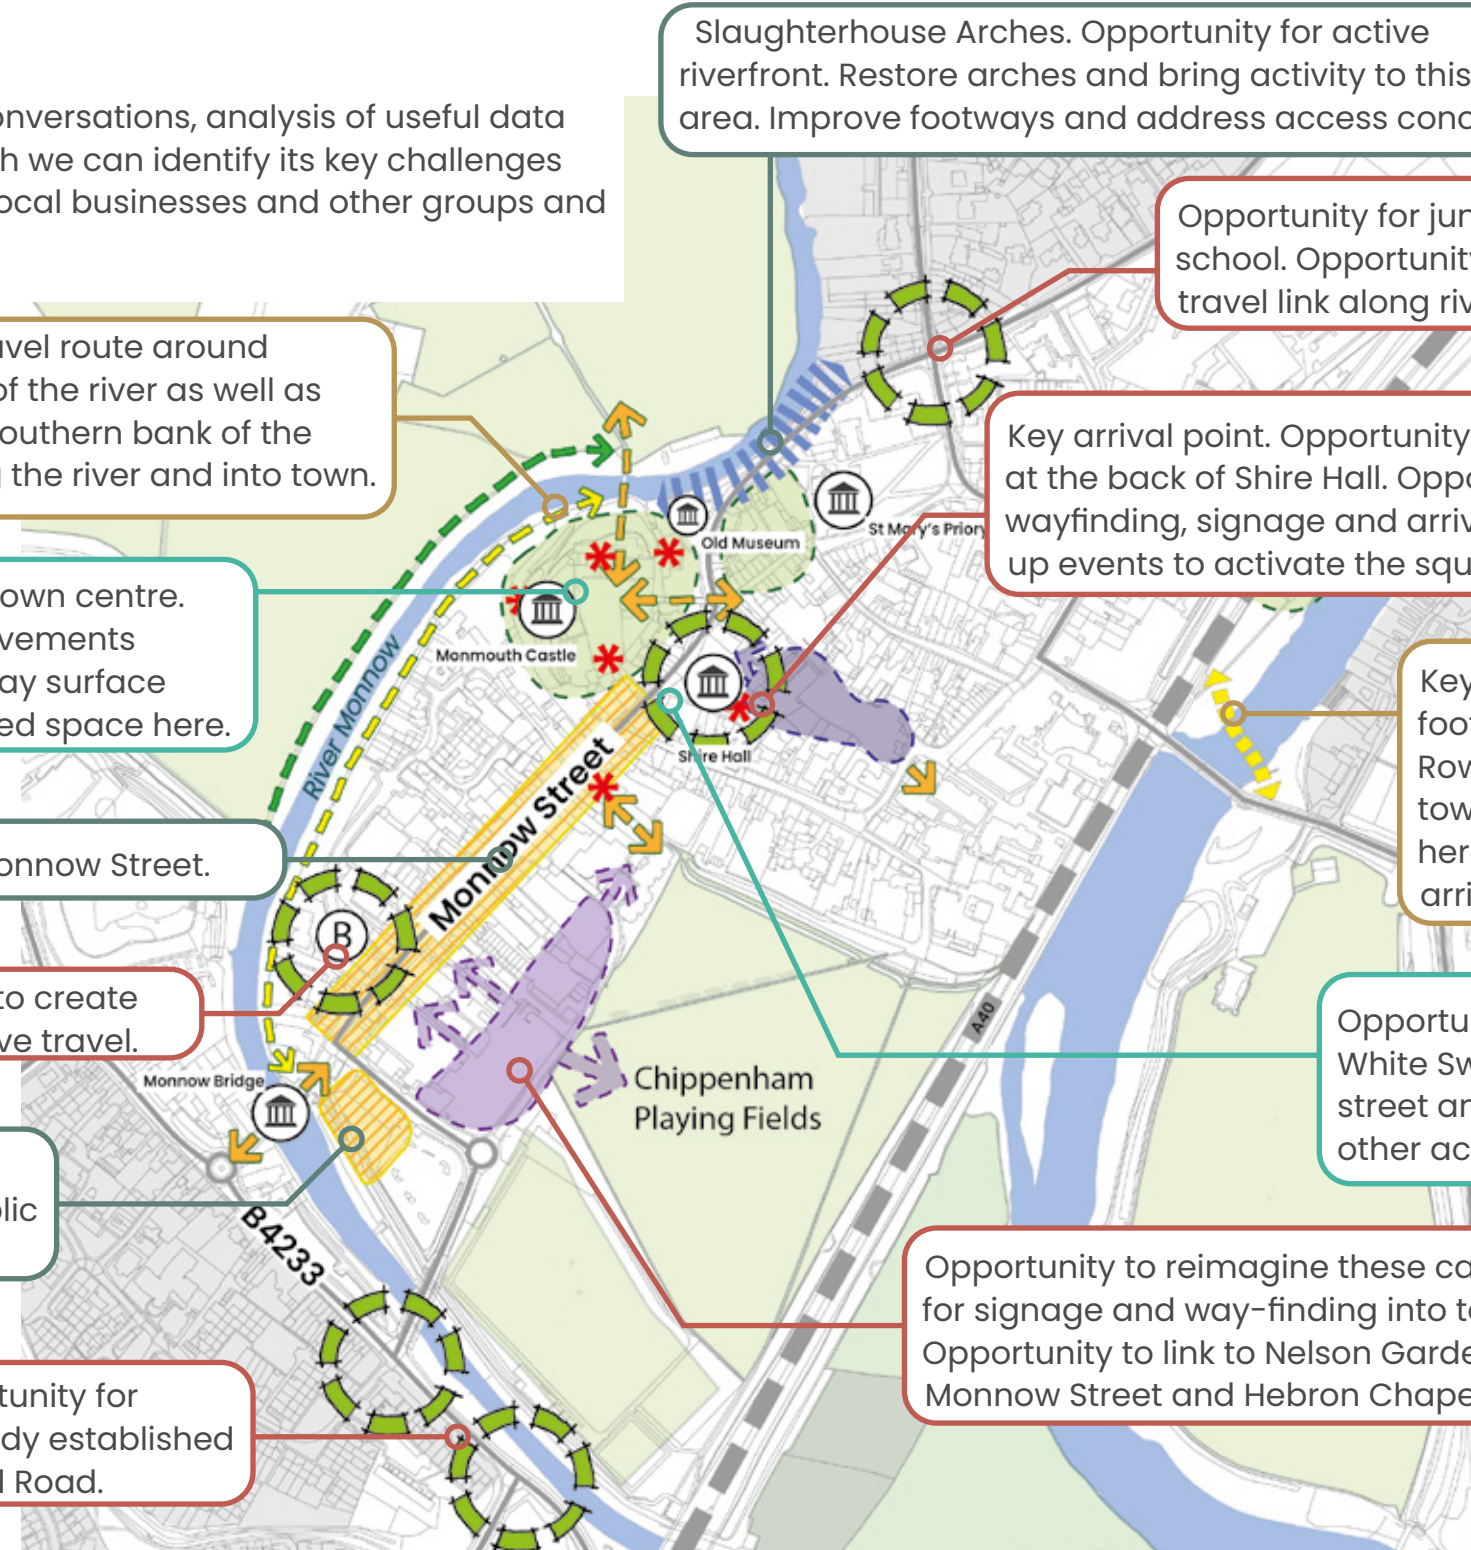 Slaughterhouse Arches. Opportunity for active
riverfront. Restore arches and bring activity to this
area. Improve footways and address access conc
onversations, analysis of useful data
h we can identify its key challenges
ocal businesses and other groups and
Opportunity for jun
school. Opportunity
travel link along riv
avel route around
of the river as well as
outhern bank of the
g the river and into town.
Key arrival point. Opportunity
at the back of Shire Hall. Oppo
wayfinding, signage and arriv
up events to activate the squ
Old Museum
St Mary's Priory
own centre.
vements
ay surface
ed space here.
Monmouth Castle
River Monnow
Shire Hall
Key
foot
Row
tow
her
arri
Monnow Street
onnow Street.
B
to create
ve travel.
A40
Opportu
White Sw
street an
other ac
Monnow Bridge
Chippenham
Playing Fields
lic
B4233
Opportunity to reimagine these ca
for signage and way-finding into to
Opportunity to link to Nelson Garde
Monnow Street and Hebron Chape
tunity for
dy established
d Road.